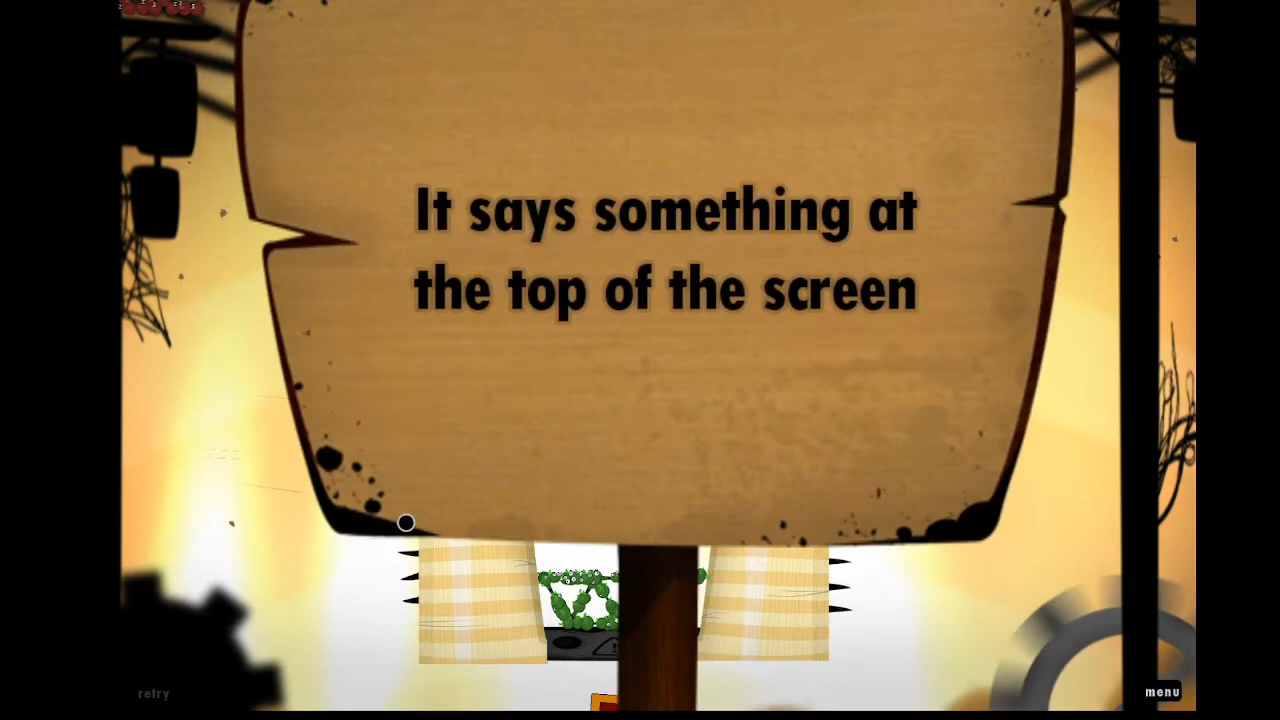 It says something at
the top of the screen
retry
menu